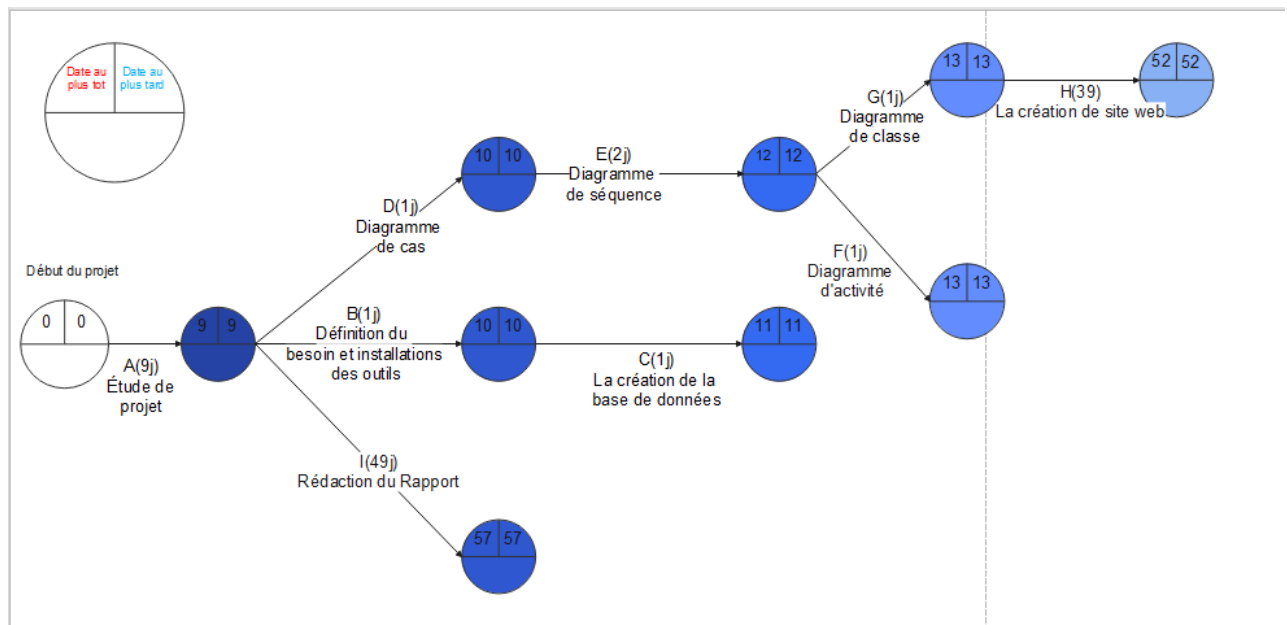 Date au
plus tot
Date au
plus tard
13 13
52 52
G(1j)
Diagramme
de classe
H(39)
La création de site web.
10 10
E(2j)
Diagramme
de séquence
12 12
D(1j)
Diagramme
de cas
F(1j)
Diagramme
d'activité
13 13
Début du projet
0 0
A(9j)
Étude de
projet
9 9
B(1j)
Définition du
besoin et installations
des outils
10 10
C(1j)
La création de la
base de données
11 11
I(49j)
Rédaction du Rapport
57 57